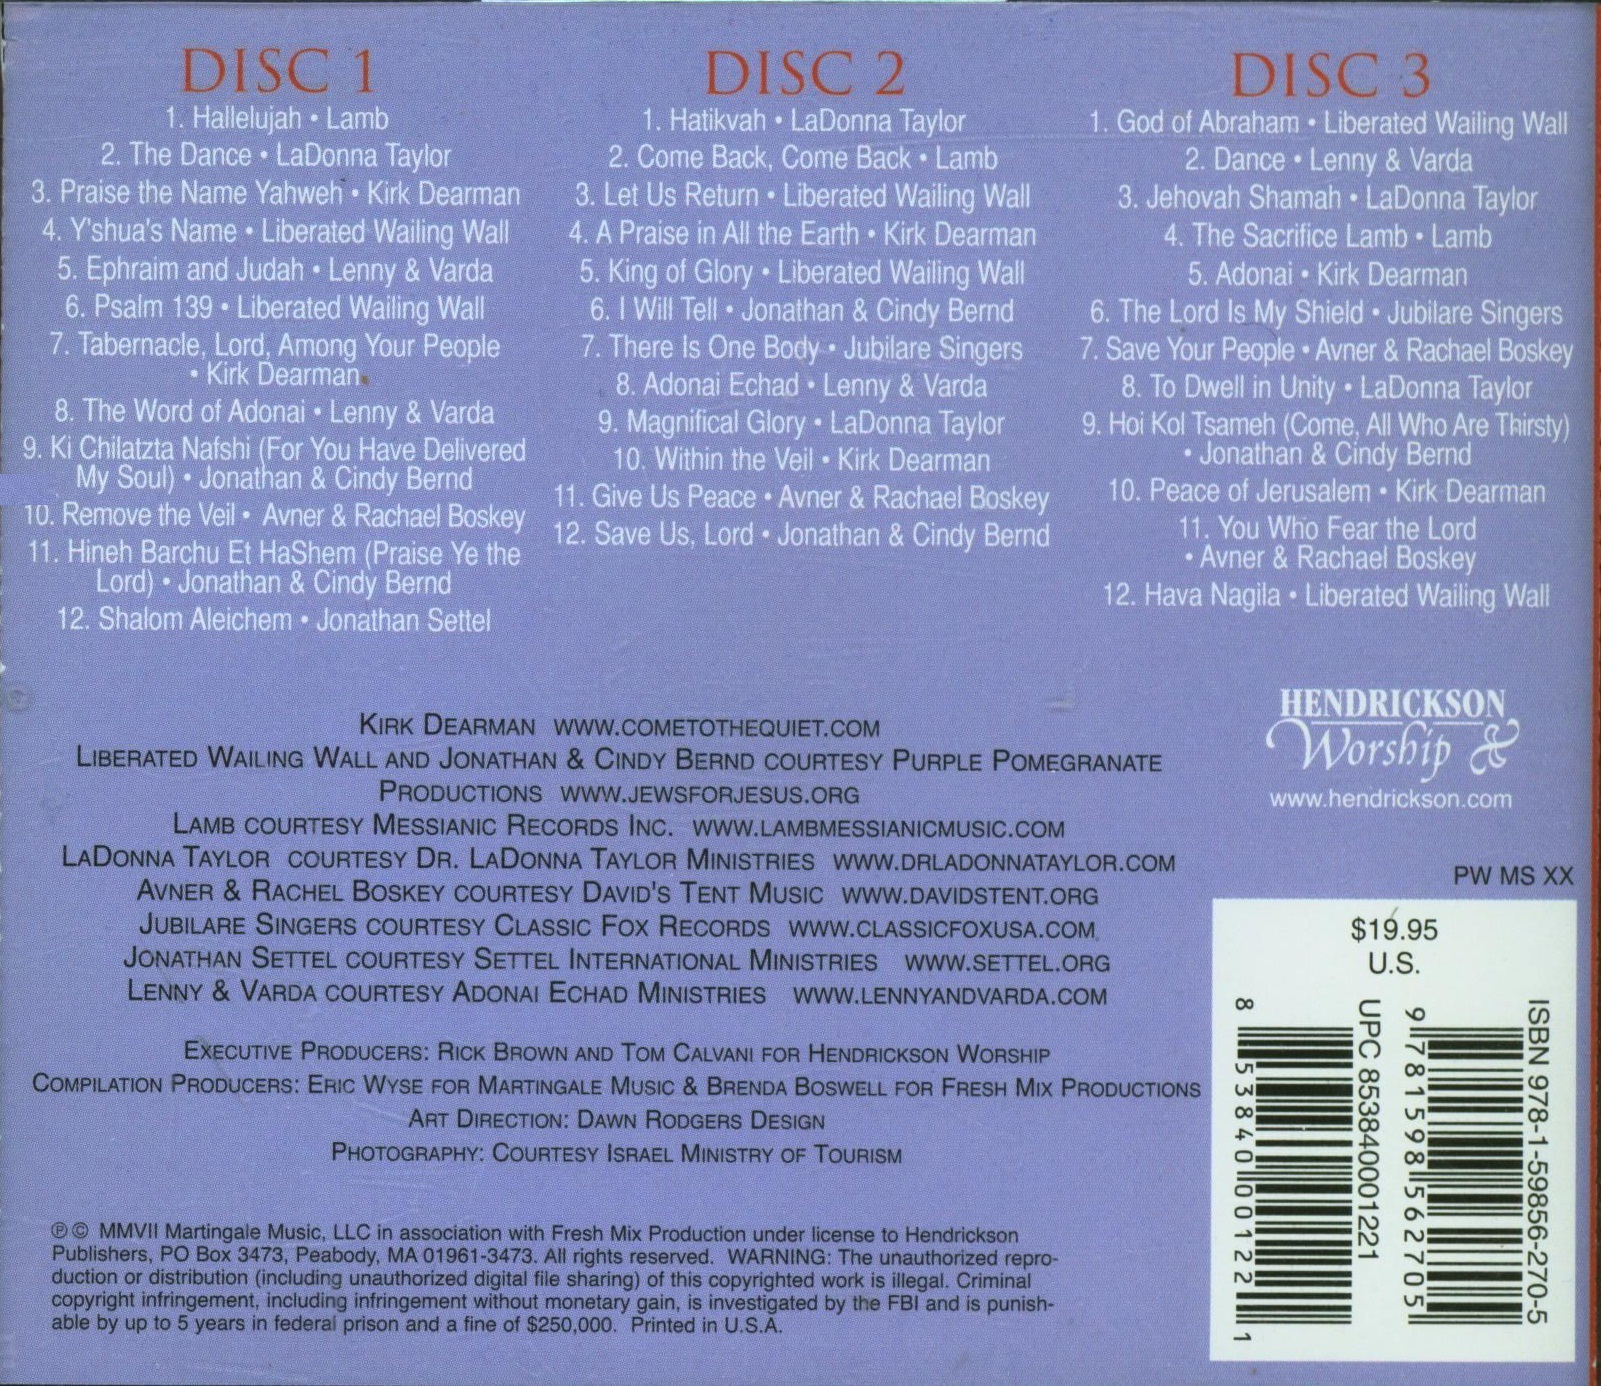 DISC 1
1. Hallelujah • Lamb
2. The Dance • LaDonna Taylor
3. Praise the Name Yahweh • Kirk Dearman
4. Y'shua's Name • Liberated Wailing Wall
5. Ephraim and Judah • Lenny & Varda
6. Psalm 139 • Liberated Wailing Wall
7. Tabernacle, Lord, Among Your People
• Kirk Dearman
8. The Word of Adonai • Lenny & Varda
9. Ki Chilatzta Nafshi (For You Have Delivered
My Soul) • Jonathan & Cindy Bernd
10. Remove the Veil • Avner & Rachael Boskey
11. Hineh Barchu Et HaShem (Praise Ye the
Lord) • Jonathan & Cindy Bernd
12. Shalom Aleichem • Jonathan Settel
DISC 2
1. Hatikvah • LaDonna Taylor
2. Come Back, Come Back • Lamb
3. Let Us Return • Liberated Wailing Wall
4. A Praise in All the Earth • Kirk Dearman
5. King of Glory • Liberated Wailing Wall
6. I Will Tell • Jonathan & Cindy Bernd
7. There Is One Body • Jubilare Singers
8. Adonai Echad • Lenny & Varda
9. Magnifical Glory • LaDonna Taylor
10. Within the Veil • Kirk Dearman
11. Give Us Peace • Avner & Rachael Boskey
12. Save Us, Lord • Jonathan & Cindy Bernd
DISC 3
1. God of Abraham • Liberated Wailing Wall
2. Dance • Lenny & Varda
3. Jehovah Shamah • LaDonna Taylor
4. The Sacrifice Lamb • Lamb
5. Adonai • Kirk Dearman
6. The Lord Is My Shield • Jubilare Singers
7. Save Your People • Avner & Rachael Boskey
8. To Dwell in Unity • LaDonna Taylor
9. Hoi Kol Tsameh (Come, All Who Are Thirsty)
• Jonathan & Cindy Bernd
10. Peace of Jerusalem • Kirk Dearman
11. You Who Fear the Lord
• Avner & Rachael Boskey
12. Hava Nagila • Liberated Wailing Wall
KIRK DEARMAN WWW.COMETOTHEQUIET.COM
LIBERATED WAILING WALL AND JONATHAN & CINDY BERND COURTESY PURPLE POMEGRANATE
PRODUCTIONS WWW.JEWSFORJESUS.ORG
LAMB COURTESY MESSIANIC RECORDS INC. WWW.LAMBMESSIANICMUSIC.COM
LADONNA TAYLOR COURTESY DR. LADONNA TAYLOR MINISTRIES WWW.DRLADONNATAYLOR.COM
AVNER & RACHEL BOSKEY COURTESY DAVID'S TENT MUSIC WWW.DAVIDSTENT.ORG
JUBILARE SINGERS COURTESY CLASSIC FOX RECORDS WWW.CLASSICFOXUSA.COM
JONATHAN SETTEL COURTESY SETTEL INTERNATIONAL MINISTRIES WWW.SETTEL.ORG
LENNY & VARDA COURTESY ADONAI ECHAD MINISTRIES WWW.LENNYANDVARDA.COM
EXECUTIVE PRODUCERS: RICK BROWN AND TOM CALVANI FOR HENDRICKSON WORSHIP
COMPILATION PRODUCERS: ERIC WYSE FOR MARTINGALE MUSIC & BRENDA BOSWELL FOR FRESH MIX PRODUCTIONS
ART DIRECTION: DAWN RODGERS DESIGN
PHOTOGRAPHY: COURTESY ISRAEL MINISTRY OF TOURISM
℗© MMVII Martingale Music, LLC in association with Fresh Mix Production under license to Hendrickson
Publishers, PO Box 3473, Peabody, MA 01961-3473. All rights reserved. WARNING: The unauthorized repro-
duction or distribution (including unauthorized digital file sharing) of this copyrighted work is illegal. Criminal
copyright infringement, including infringement without monetary gain, is investigated by the FBI and is punish-
able by up to 5 years in federal prison and a fine of $250,000. Printed in U.S.A.
HENDRICKSON
Worship
www.hendrickson.com
PW MS XX
$19.95
U.S.
ISBN 978-1-59856-270-5
9 781598 562705
UPC 853840001221
8 53840 00122 1